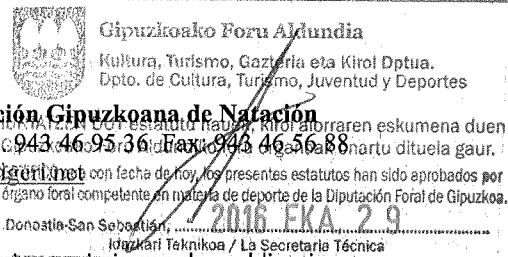 Gipuzkoako Foru Aldundia
Kultura, Turismo, Gazteria eta Kirol Dptua.
Dpto. de Cultura, Turismo, Juventud y Deportes
ción Gipuzkoana de Natación
DUT estatutu hauek, kirol alorraren eskumena duen
. 943 46 95 36 Fax. 943 46 56 88
onartu dituela gaur.
con fecha de hoy, los presentes estatutos han sido aprobados por
órgano foral competente en materia de deporte de la Diputación Foral de Gipuzkoa.
Donostia-San Sebastián, 2016 EKA. 29
Idazkari Teknikoa / La Secretaria Técnica